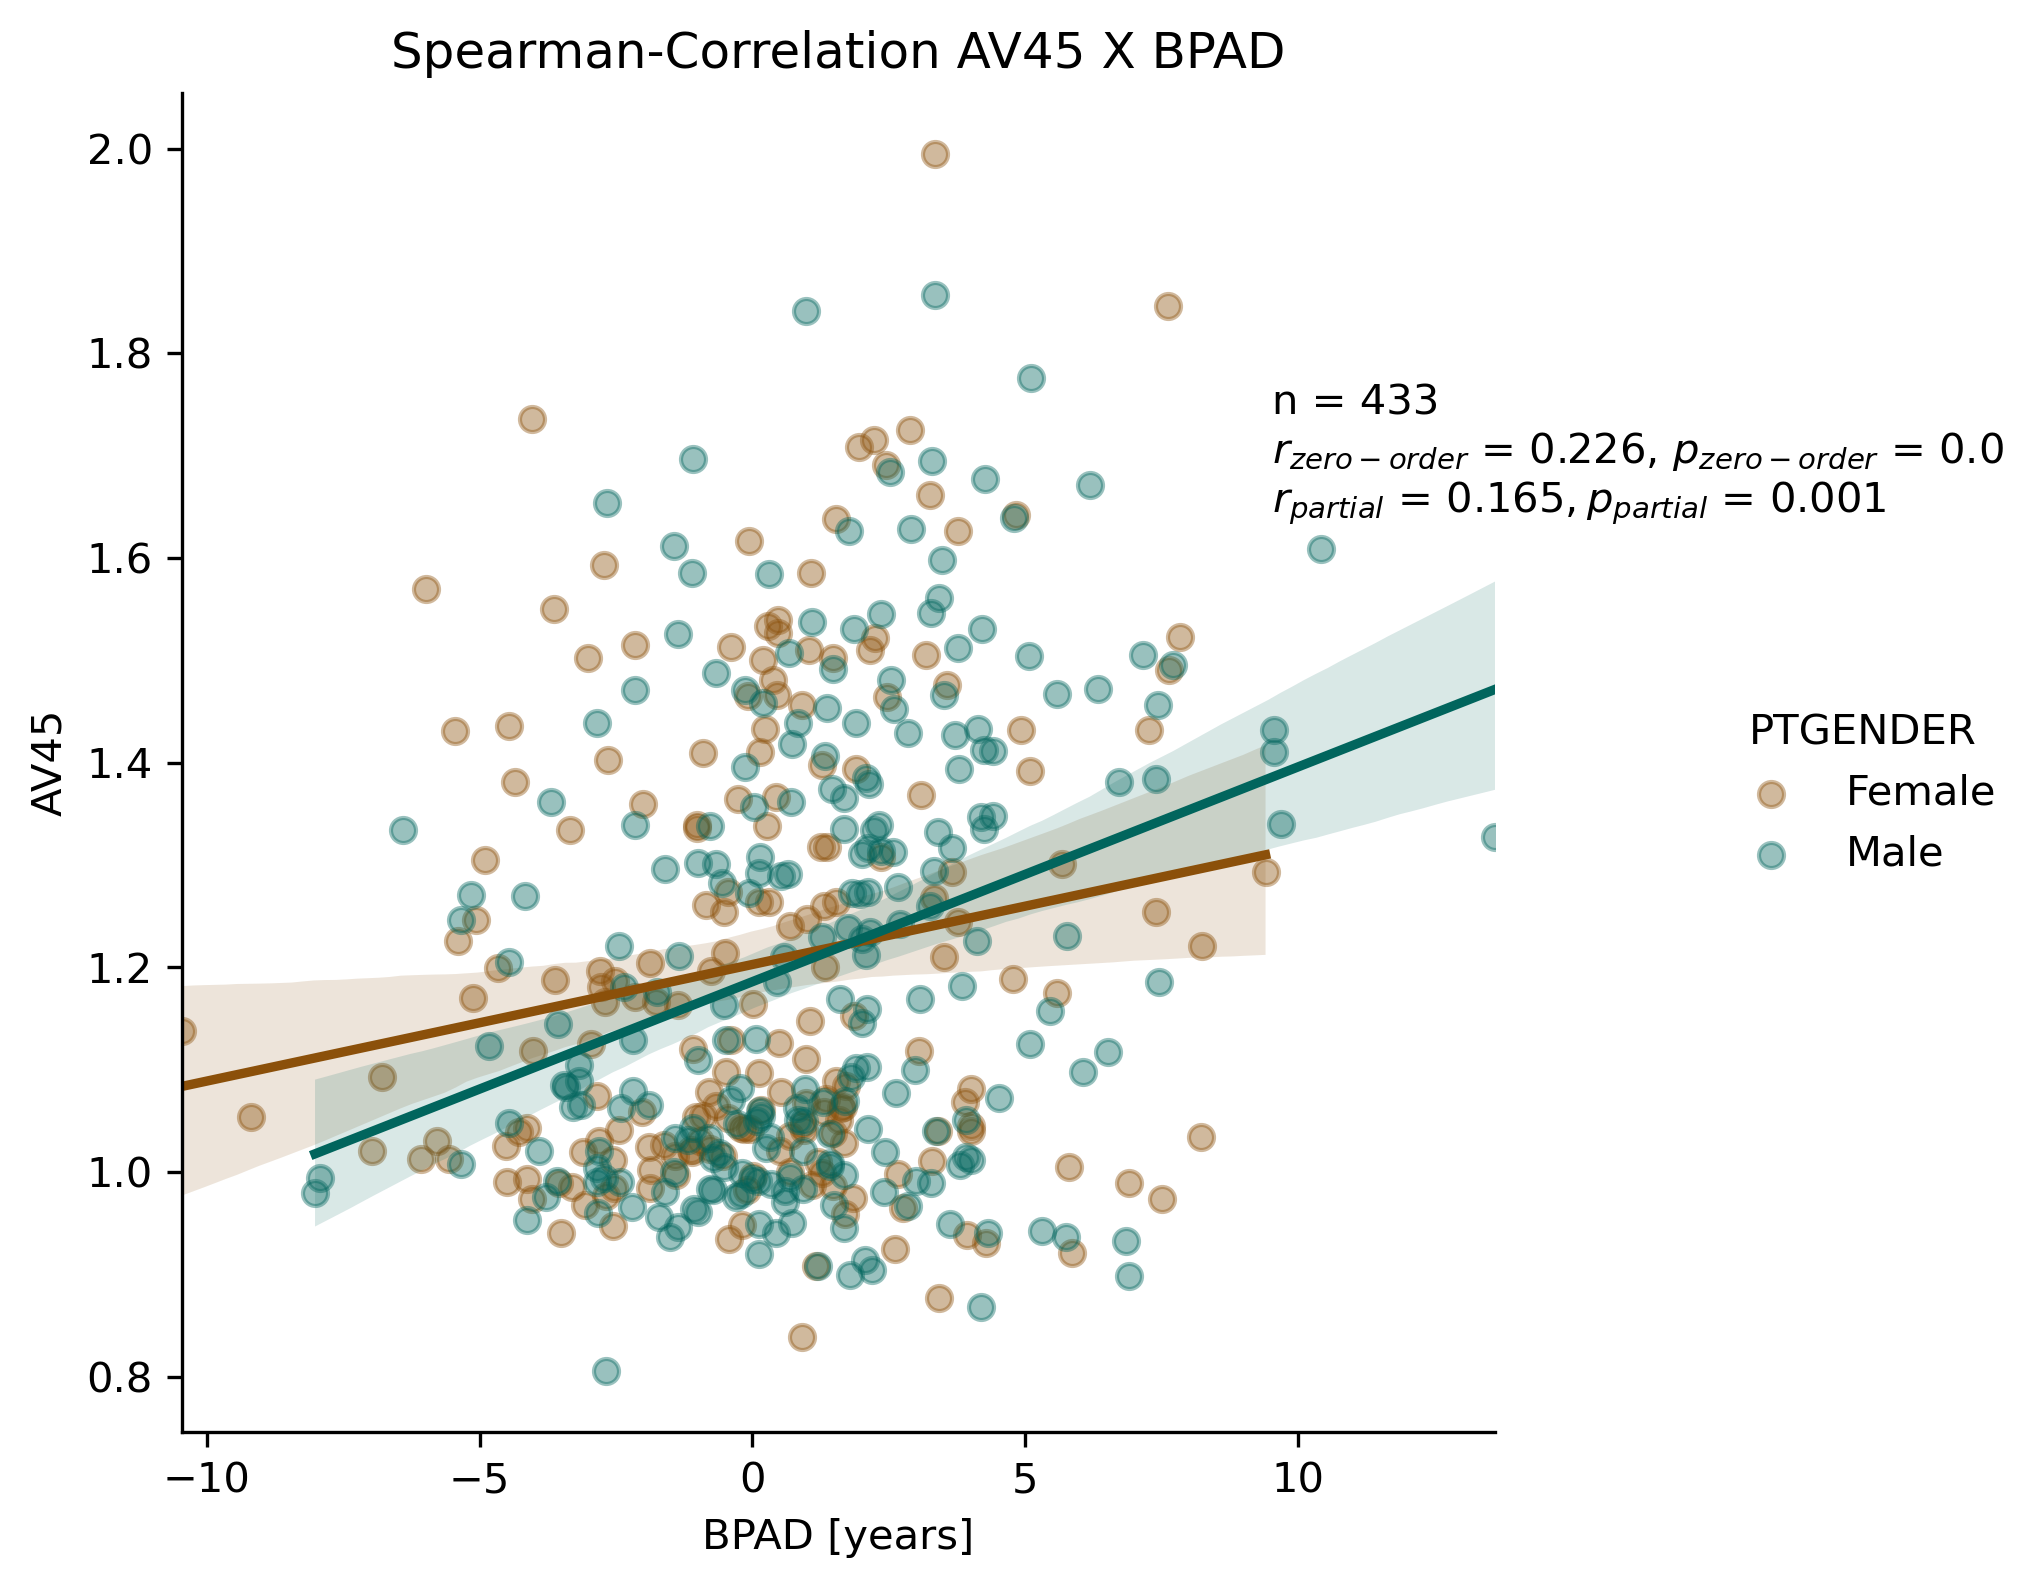 Spearman-Correlation AV45 X BPAD
2.0
1.8
1.6
1.4
1.2
1.0
0.8
AV45
n = 433
r_zero−order = 0.226, p_zero−order = 0.0
r_partial = 0.165, p_partial = 0.001
PTGENDER
Female
Male
−10 −5 0 5 10
BPAD [years]